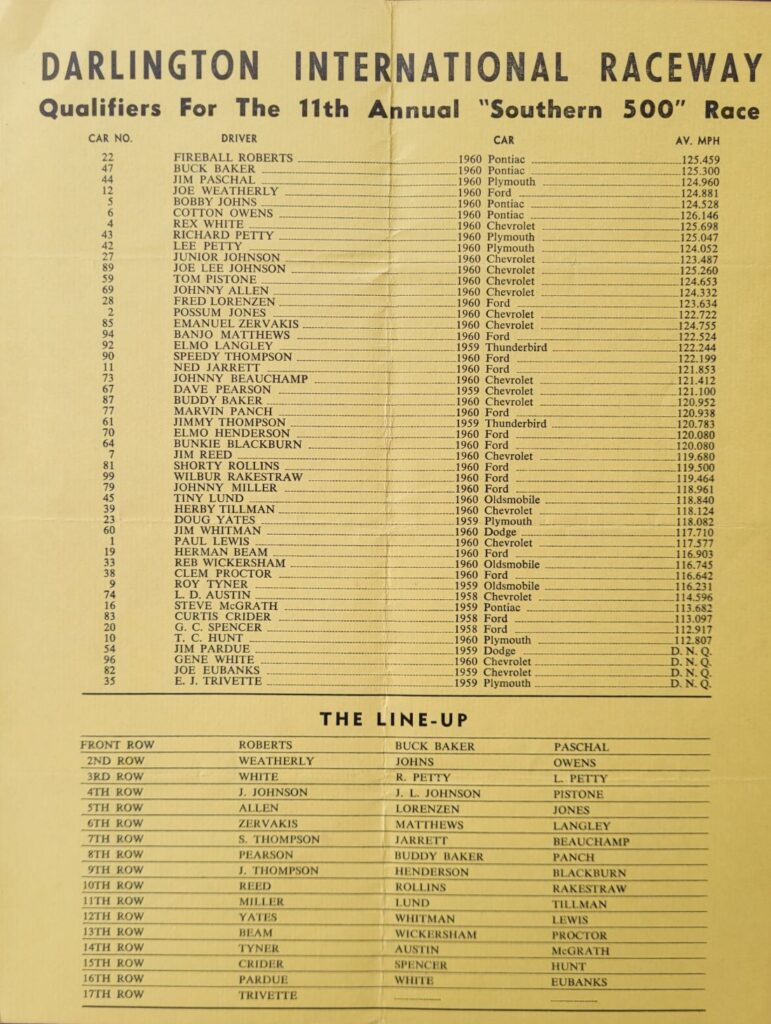 DARLINGTON INTERNATIONAL RACEWAY
Qualifiers For The 11th Annual "Southern 500" Race
CAR NO. DRIVER CAR AV. MPH
22 FIREBALL ROBERTS 1960 Pontiac 125.459
47 BUCK BAKER 1960 Pontiac 125.300
44 JIM PASCHAL 1960 Plymouth 124.960
12 JOE WEATHERLY 1960 Ford 124.881
5 BOBBY JOHNS 1960 Pontiac 124.528
6 COTTON OWENS 1960 Pontiac 126.146
4 REX WHITE 1960 Chevrolet 125.698
43 RICHARD PETTY 1960 Plymouth 125.047
42 LEE PETTY 1960 Plymouth 124.052
27 JUNIOR JOHNSON 1960 Chevrolet 123.487
89 JOE LEE JOHNSON 1960 Chevrolet 125.260
59 TOM PISTONE 1960 Chevrolet 124.653
69 JOHNNY ALLEN 1960 Chevrolet 124.332
28 FRED LORENZEN 1960 Ford 123.634
2 POSSUM JONES 1960 Chevrolet 122.722
85 EMANUEL ZERVAKIS 1960 Chevrolet 124.755
94 BANJO MATTHEWS 1960 Ford 122.524
92 ELMO LANGLEY 1959 Thunderbird 122.244
90 SPEEDY THOMPSON 1960 Ford 122.199
11 NED JARRETT 1960 Ford 121.853
73 JOHNNY BEAUCHAMP 1960 Chevrolet 121.412
67 DAVE PEARSON 1959 Chevrolet 121.100
87 BUDDY BAKER 1960 Chevrolet 120.952
77 MARVIN PANCH 1960 Ford 120.938
61 JIMMY THOMPSON 1959 Thunderbird 120.783
70 ELMO HENDERSON 1960 Ford 120.080
64 BUNKIE BLACKBURN 1960 Ford 120.080
7 JIM REED 1960 Chevrolet 119.680
81 SHORTY ROLLINS 1960 Ford 119.500
99 WILBUR RAKESTRAW 1960 Ford 119.464
79 JOHNNY MILLER 1960 Ford 118.961
45 TINY LUND 1960 Oldsmobile 118.840
39 HERBY TILLMAN 1960 Chevrolet 118.124
23 DOUG YATES 1959 Plymouth 118.082
60 JIM WHITMAN 1960 Dodge 117.710
1 PAUL LEWIS 1960 Chevrolet 117.577
19 HERMAN BEAM 1960 Ford 116.903
33 REB WICKERSHAM 1960 Oldsmobile 116.745
38 CLEM PROCTOR 1960 Ford 116.642
9 ROY TYNER 1959 Oldsmobile 116.231
74 L. D. AUSTIN 1958 Chevrolet 114.596
16 STEVE McGRATH 1959 Pontiac 113.682
83 CURTIS CRIDER 1958 Ford 113.097
20 G. C. SPENCER 1958 Ford 112.917
10 T. C. HUNT 1960 Plymouth 112.807
54 JIM PARDUE 1959 Dodge D. N. Q.
96 GENE WHITE 1960 Chevrolet D. N. Q.
82 JOE EUBANKS 1959 Chevrolet D. N. Q.
35 E. J. TRIVETTE 1959 Plymouth D. N. Q.
THE LINE-UP
FRONT ROW ROBERTS BUCK BAKER PASCHAL
2ND ROW WEATHERLY JOHNS OWENS
3RD ROW WHITE R. PETTY L. PETTY
4TH ROW J. JOHNSON J. L. JOHNSON PISTONE
5TH ROW ALLEN LORENZEN JONES
6TH ROW ZERVAKIS MATTHEWS LANGLEY
7TH ROW S. THOMPSON JARRETT BEAUCHAMP
8TH ROW PEARSON BUDDY BAKER PANCH
9TH ROW J. THOMPSON HENDERSON BLACKBURN
10TH ROW REED ROLLINS RAKESTRAW
11TH ROW MILLER LUND TILLMAN
12TH ROW YATES WHITMAN LEWIS
13TH ROW BEAM WICKERSHAM PROCTOR
14TH ROW TYNER AUSTIN McGRATH
15TH ROW CRIDER SPENCER HUNT
16TH ROW PARDUE WHITE EUBANKS
17TH ROW TRIVETTE